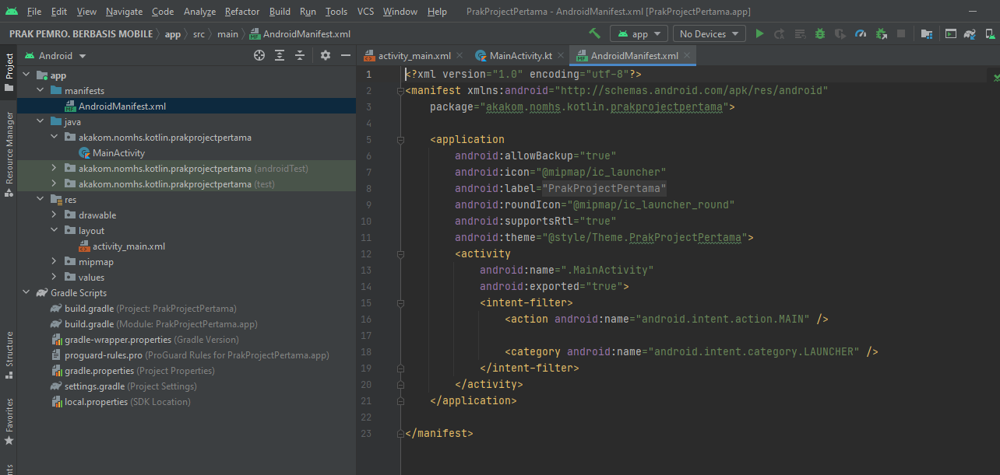 File Edit View Navigate Code Analyze Refactor Build Run Tools VCS Window Help PrakProjectPertama - AndroidManifest.xml [PrakProjectPertama.app]
PRAK PEMRO. BERBASIS MOBILE app src main AndroidManifest.xml app No Devices
Project
Resource Manager
Structure
Favorites
Android
app
manifests
AndroidManifest.xml
java
akakom.nomhs.kotlin.prakprojectpertama
MainActivity
akakom.nomhs.kotlin.prakprojectpertama (androidTest)
akakom.nomhs.kotlin.prakprojectpertama (test)
res
drawable
layout
activity_main.xml
mipmap
values
Gradle Scripts
build.gradle (Project: PrakProjectPertama)
build.gradle (Module: PrakProjectPertama.app)
gradle-wrapper.properties (Gradle Version)
proguard-rules.pro (ProGuard Rules for PrakProjectPertama.app)
gradle.properties (Project Properties)
settings.gradle (Project Settings)
local.properties (SDK Location)
activity_main.xml MainActivity.kt AndroidManifest.xml
1 <?xml version="1.0" encoding="utf-8"?>
2 <manifest xmlns:android="http://schemas.android.com/apk/res/android"
3 package="akakom.nomhs.kotlin.prakprojectpertama">
4
5 <application
6 android:allowBackup="true"
7 android:icon="@mipmap/ic_launcher"
8 android:label="PrakProjectPertama"
9 android:roundIcon="@mipmap/ic_launcher_round"
10 android:supportsRtl="true"
11 android:theme="@style/Theme.PrakProjectPertama">
12 <activity
13 android:name=".MainActivity"
14 android:exported="true">
15 <intent-filter>
16 <action android:name="android.intent.action.MAIN" />
17
18 <category android:name="android.intent.category.LAUNCHER" />
19 </intent-filter>
20 </activity>
21 </application>
22
23 </manifest>